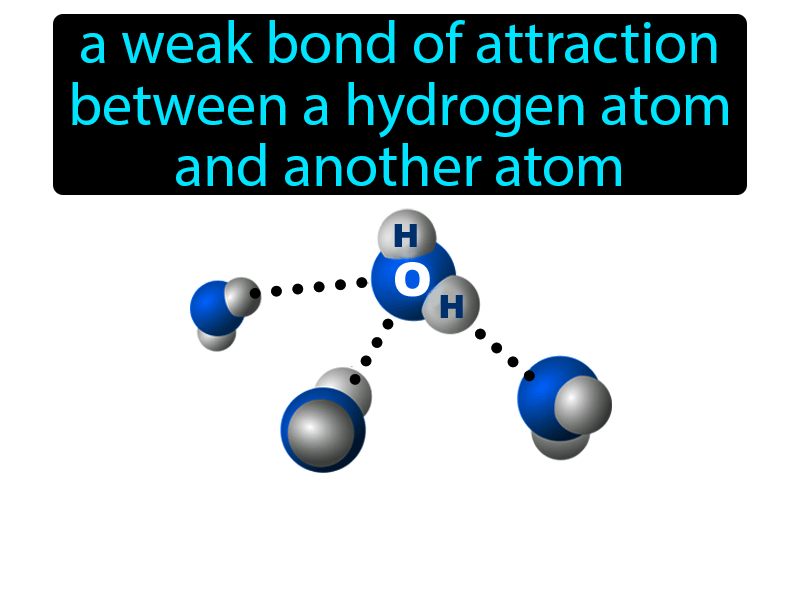 a weak bond of attraction
between a hydrogen atom
and another atom
H
O
H